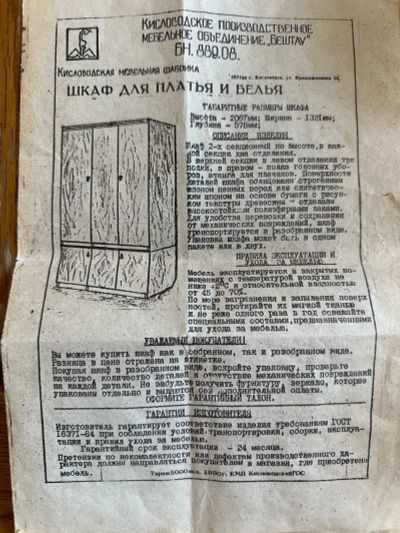 Кисловодское производственное
мебельное объединение „Бештау"
БН. 889.08.
Кисловодская мебельная фабрика
г. Кисловодск, ул.
ШКАФ ДЛЯ ПЛАТЬЯ И БЕЛЬЯ
ГАБАРИТНЫЕ РАЗМЕРЫ ШКАФА
Высота - 2067мм; Ширина - 1321мм;
Глубина - 578мм;
ОПИСАНИЕ ИЗДЕЛИЯ
Шкаф 2-х секционный по высоте, в каж-
дой секции два отделения.
В верхней секции в левом отделении три
полки, в правом - полка головных убо-
ров, штанга для плечиков. Поверхности
деталей шкафа облицованы строганным
шпоном ценных пород или синтетичес-
ким шпоном на основе бумаги с рисун-
ком текстуры древесины и отделаны
высокостойкими полиэфирными лаками.
Для удобства перевозки и сохранения
от механических повреждений, шкаф
транспортируется в разобранном виде.
Упаковка шкафа может быть в одном
пакете или в двух.
ПРАВИЛА ЭКСПЛУАТАЦИИ И
УХОДА ЗА МЕБЕЛЬЮ
Мебель эксплуатируется в закрытых по-
мещениях с температурой воздуха не
ниже +2°С и относительной влажностью
от 45 до 70%.
По мере загрязнения и запыления поверх-
ностей, протирайте их мягкой тканью
и не реже одного раза в год освежайте
специальными составами, предназначенными
для ухода за мебелью.
УВАЖАЕМЫЕ ПОКУПАТЕЛИ!
Вы можете купить шкаф как в собранном, так и разобранном виде.
Разница в цене отражена на этикетке.
Покупая шкаф в разобранном виде, вскройте упаковку, проверьте
качество, количество деталей и отсутствие механических повреждений
на каждой детали. Не забудьте получить фурнитуру, зеркало, которые
упакованы отдельно и выдаются без дополнительной оплаты.
ОФОРМИТЕ ГАРАНТИЙНЫЙ ТАЛОН.
ГАРАНТИИ ИЗГОТОВИТЕЛЯ
Изготовитель гарантирует соответствие изделия требованиям ГОСТ
16371-84 при соблюдении условий транспортировки, сборки, эксплуа-
тации и правил ухода за мебелью.
Гарантийный срок эксплуатации - 24 месяца.
Претензии по некомплектности или дефектам производственного ха-
рактера должны направляться покупателем в магазин, где приобретена
мебель.
Тираж 5000 экз. 1990г. КМП